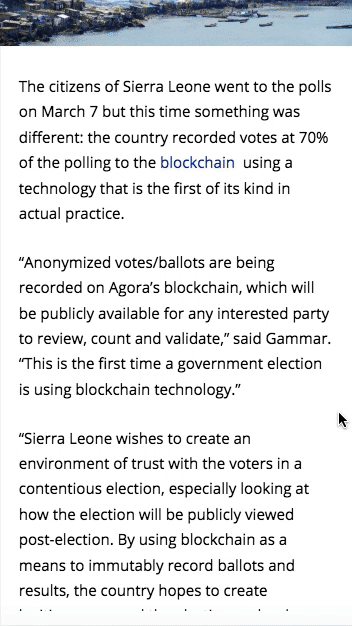 The citizens of Sierra Leone went to the polls
on March 7 but this time something was
different: the country recorded votes at 70%
of the polling to the blockchain using a
technology that is the first of its kind in
actual practice.
“Anonymized votes/ballots are being
recorded on Agora’s blockchain, which will
be publicly available for any interested party
to review, count and validate,” said Gammar.
“This is the first time a government election
is using blockchain technology.”
“Sierra Leone wishes to create an
environment of trust with the voters in a
contentious election, especially looking at
how the election will be publicly viewed
post-election. By using blockchain as a
means to immutably record ballots and
results, the country hopes to create